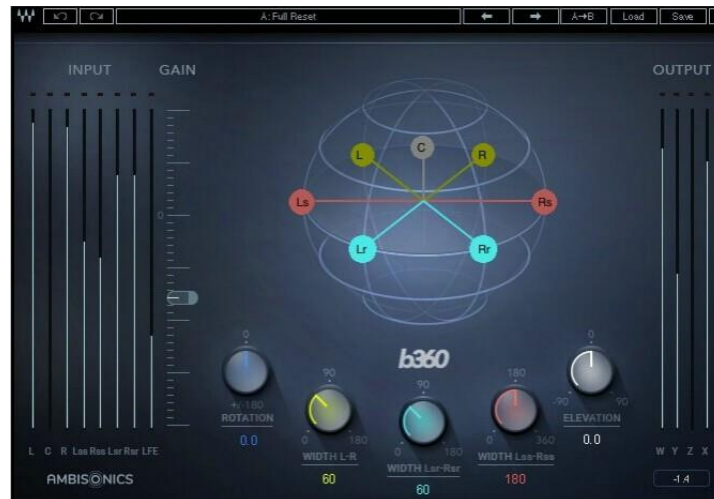 A: Full Reset
A→B
Load
Save
INPUT
GAIN
OUTPUT
L
C
R
Ls
Rs
Lr
Rr
0
b360
0
+/-180
ROTATION
0.0
90
0
180
WIDTH L-R
60
90
0
180
WIDTH Lsr-Rsr
60
180
0
360
WIDTH Lss-Rss
180
0
-90
90
ELEVATION
0.0
L C R Lss Rss Lsr Rsr LFE
W Y Z X
AMBISONICS
-1.4